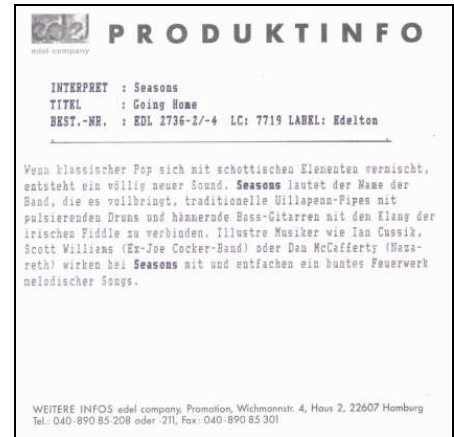 edel
edel company
PRODUKTINFO
INTERPRET : Seasons
TITEL : Going Home
BEST.-NR. : EDL 2736-2/-4 LC: 7719 LABEL: Edelton
Wenn klassischer Pop sich mit schottischen Elementen vermischt,
entsteht ein völlig neuer Sound. Seasons lautet der Name der
Band, die es vollbringt, traditionelle Uillapenn-Pipes mit
pulsierenden Drums und hämmernde Bass-Gitarren mit den Klang der
irischen Fiddle zu verbinden. Illustre Musiker wie Ian Cussik,
Scott Williams (Ex-Joe Cocker-Band) oder Dan McCafferty (Naza-
reth) wirken bei Seasons mit und entfachen ein buntes Feuerwerk
melodischer Songs.
WEITERE INFOS edel company, Promotion, Wichmannstr. 4, Haus 2, 22607 Hamburg
Tel.: 040-890 85-208 oder -211, Fax: 040-890 85 301